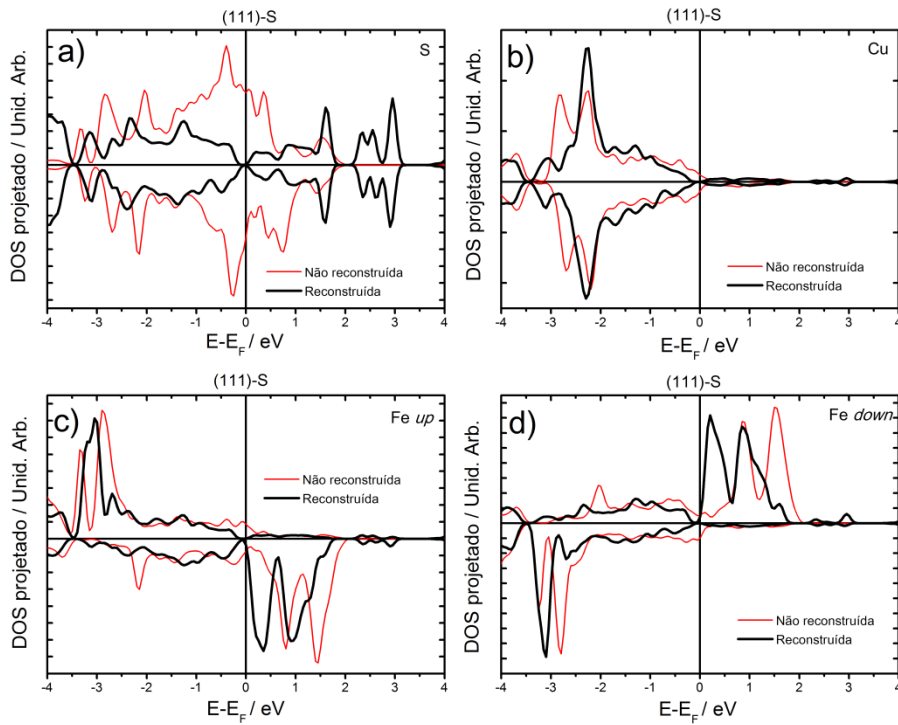 (111)-S
a)
S
DOS projetado / Unid. Arb.
Não reconstruída
Reconstruída
-4 -3 -2 -1 0 1 2 3 4
E-E_F / eV
(111)-S
b)
Cu
DOS projetado / Unid. Arb.
Não reconstruída
Reconstruída
-4 -3 -2 -1 0 1 2 3 4
E-E_F / eV
(111)-S
c)
Fe up
DOS projetado / Unid. Arb.
Não reconstruída
Reconstruída
-4 -3 -2 -1 0 1 2 3 4
E-E_F / eV
(111)-S
d)
Fe down
DOS projetado / Unid. Arb.
Não reconstruída
Reconstruída
-4 -3 -2 -1 0 1 2 3 4
E-E_F / eV